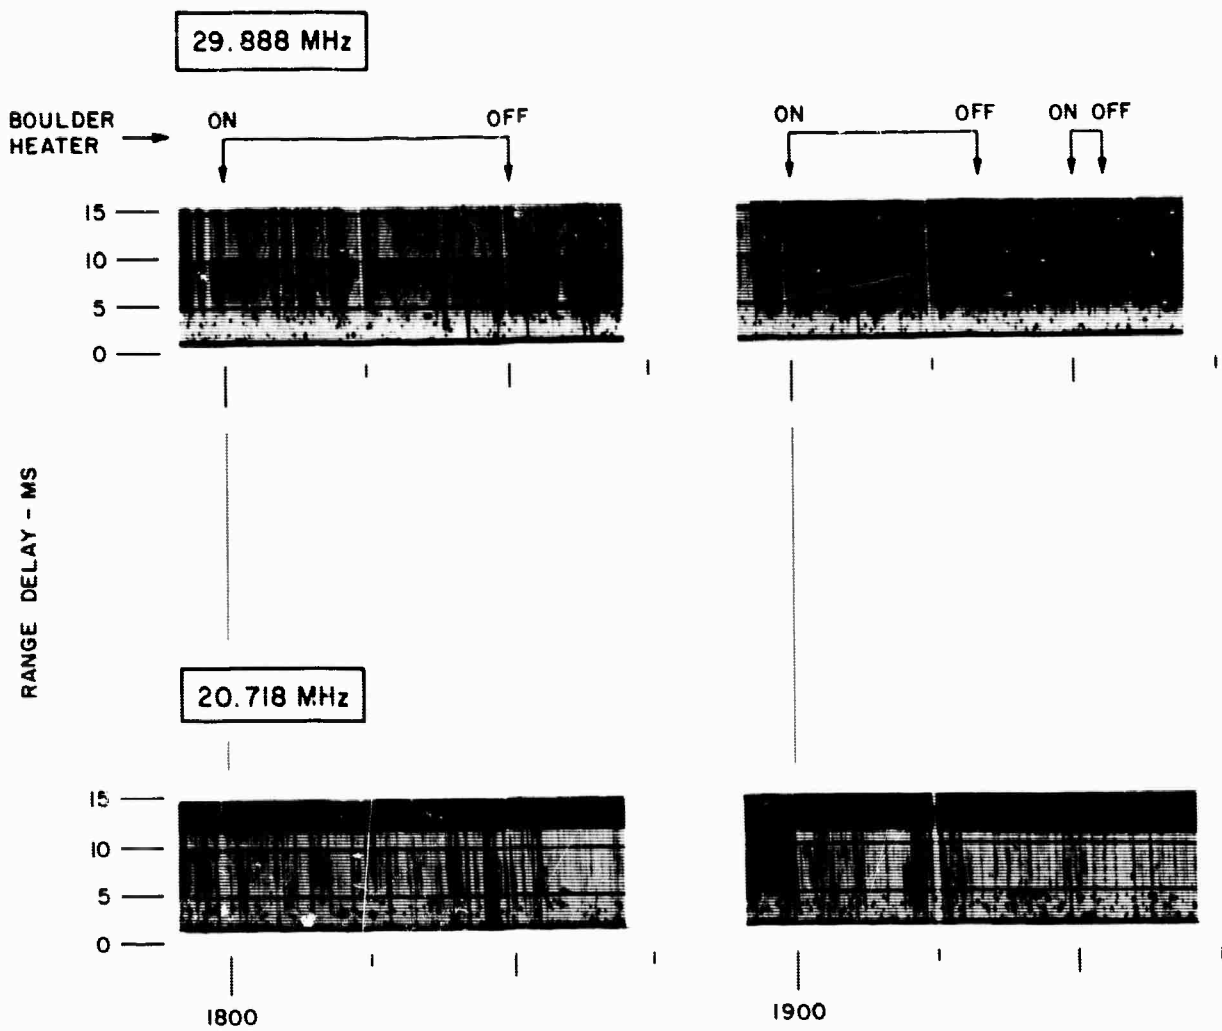 29.888 MHz
BOULDER
HEATER
ON
OFF
ON
OFF
ON OFF
15
10
5
0
RANGE DELAY - MS
20.718 MHz
15
10
5
0
1800
1900